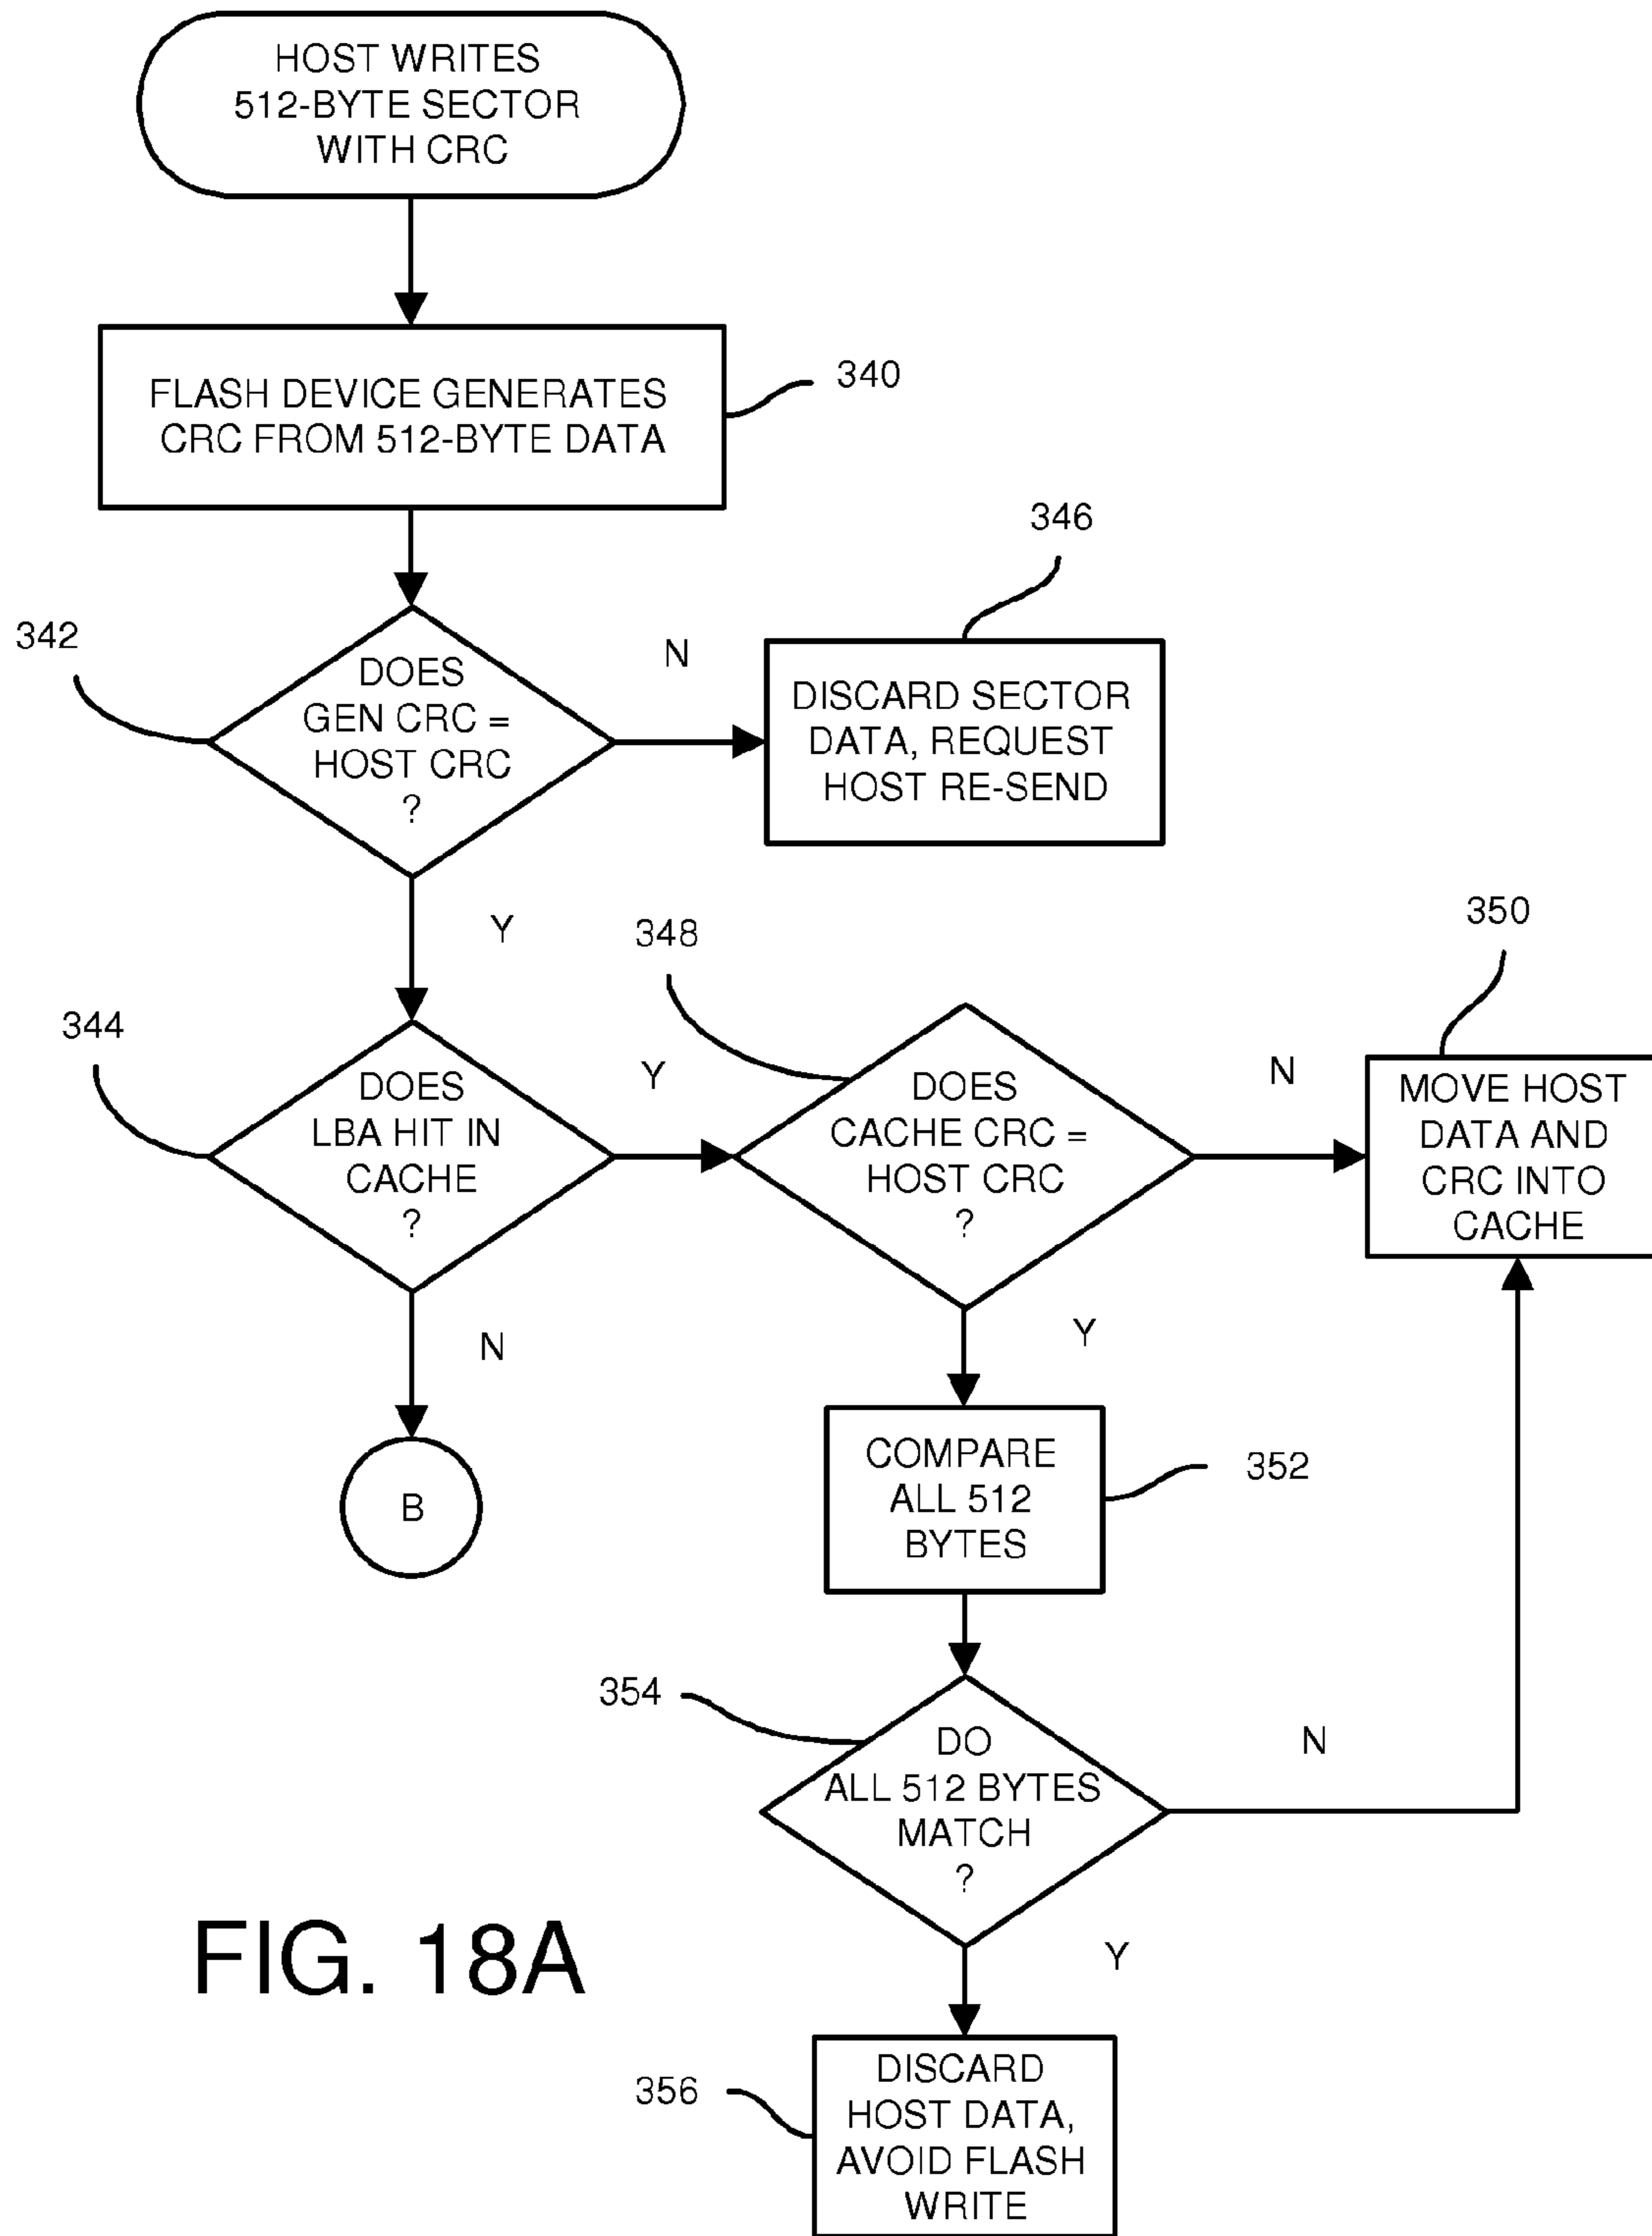 HOST WRITES
512-BYTE SECTOR
WITH CRC
FLASH DEVICE GENERATES
CRC FROM 512-BYTE DATA
340
346
342
DOES
GEN CRC =
HOST CRC
?
N
DISCARD SECTOR
DATA, REQUEST
HOST RE-SEND
Y
348
350
344
DOES
LBA HIT IN
CACHE
?
Y
DOES
CACHE CRC =
HOST CRC
?
N
MOVE HOST
DATA AND
CRC INTO
CACHE
N
Y
B
COMPARE
ALL 512
BYTES
352
354
DO
ALL 512 BYTES
MATCH
?
N
FIG. 18A
Y
356
DISCARD
HOST DATA,
AVOID FLASH
WRITE